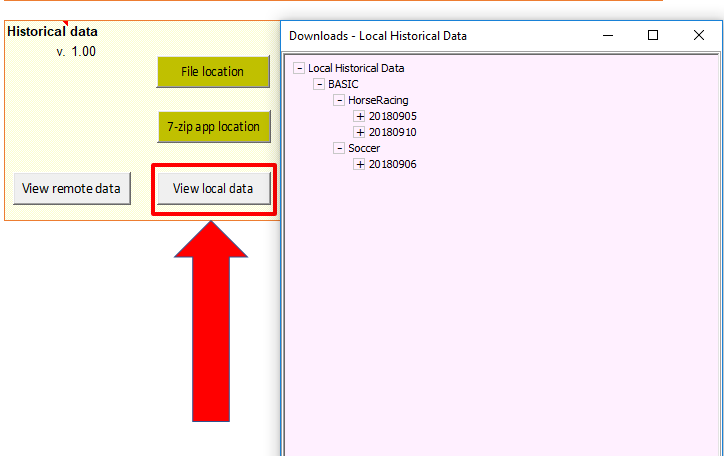 Historical data
v. 1.00
File location
7-zip app location
View remote data
View local data
Downloads - Local Historical Data
Local Historical Data
BASIC
HorseRacing
20180905
20180910
Soccer
20180906